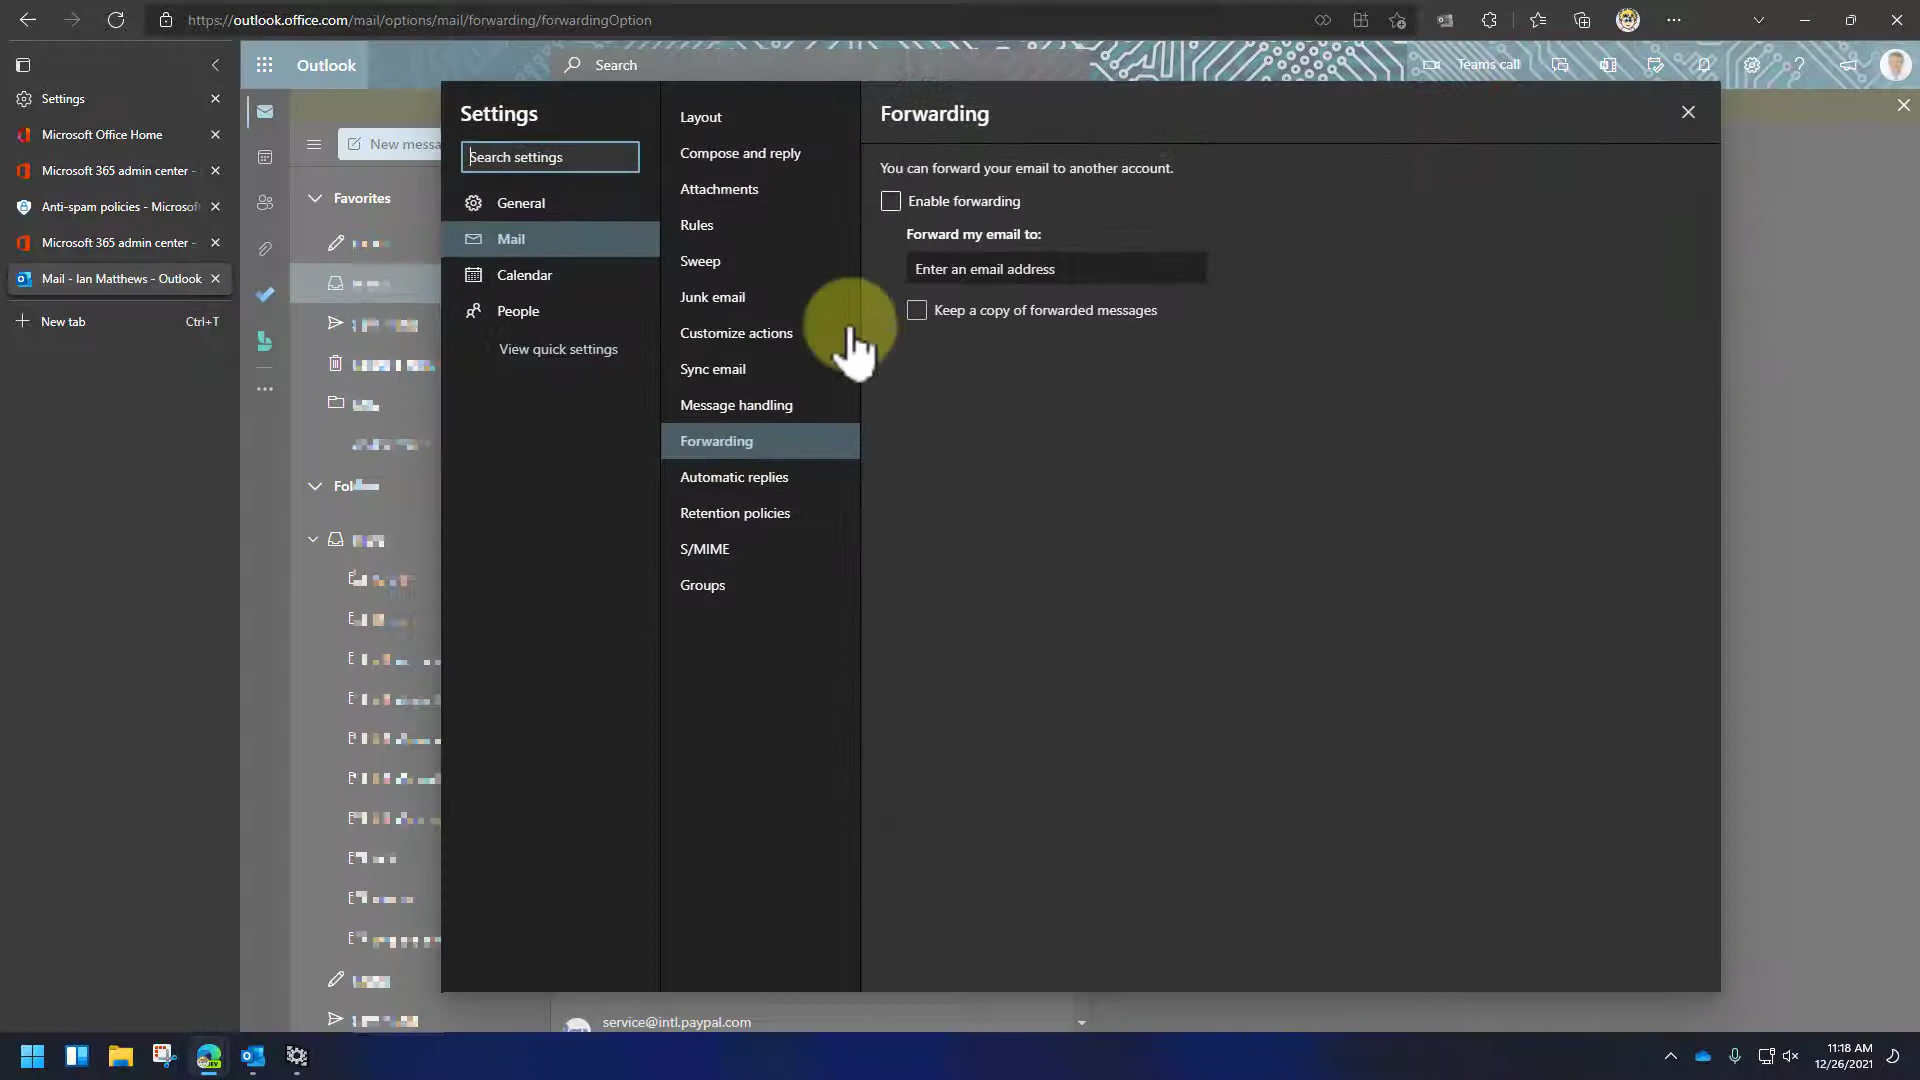 https://outlook.office.com/mail/options/mail/forwarding/forwardingOption
Settings
Microsoft Office Home
Microsoft 365 admin center -
Anti-spam policies - Microsof
Microsoft 365 admin center -
Mail - Ian Matthews - Outlook
New tab Ctrl+T
Outlook
Search
Teams call
New messa
Favorites
Fol
Settings
Search settings
General
Mail
Calendar
People
View quick settings
Layout
Compose and reply
Attachments
Rules
Sweep
Junk email
Customize actions
Sync email
Message handling
Forwarding
Automatic replies
Retention policies
S/MIME
Groups
Forwarding
You can forward your email to another account.
Enable forwarding
Forward my email to:
Enter an email address
Keep a copy of forwarded messages
service@intl.paypal.com
11:18 AM
12/26/2021